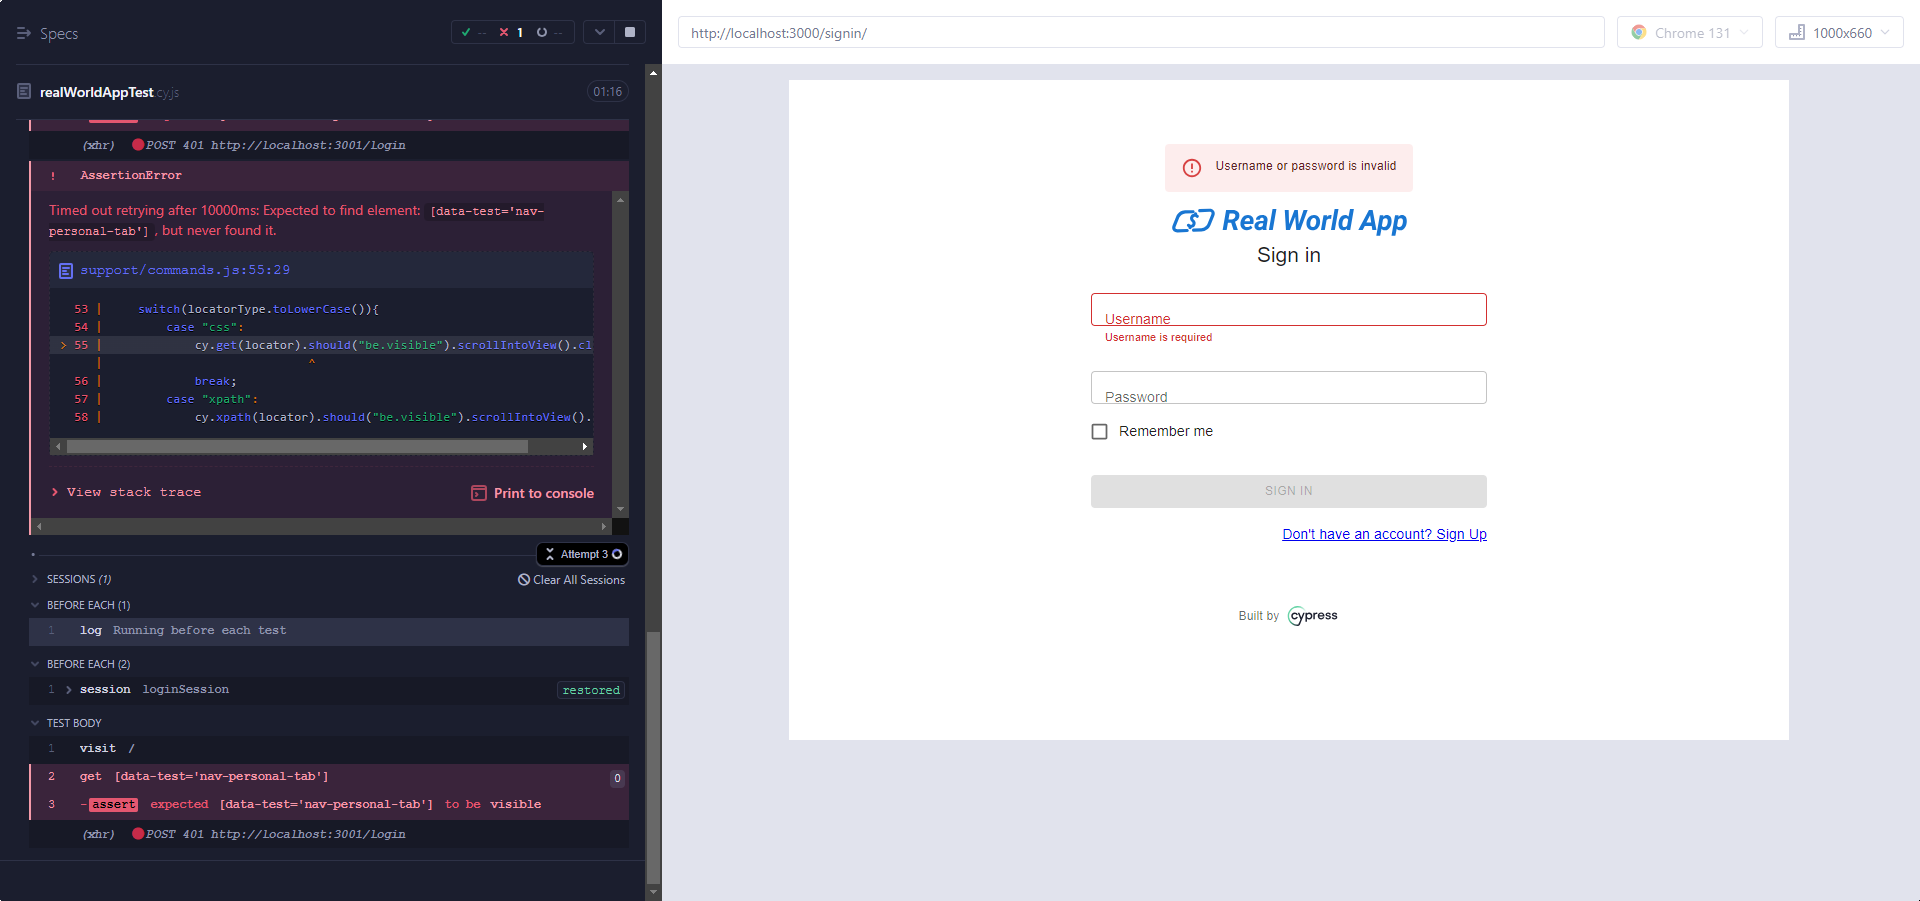 Specs
-- 1 --
realWorldAppTest.cy.js 01:16
(xhr) POST 401 http://localhost:3001/login
! AssertionError
Timed out retrying after 10000ms: Expected to find element: [data-test='nav-
personal-tab'] , but never found it.
support/commands.js:55:29
53 | switch(locatorType.toLowerCase()){
54 | case "css":
> 55 | cy.get(locator).should("be.visible").scrollIntoView().cl
| ^
56 | break;
57 | case "xpath":
58 | cy.xpath(locator).should("be.visible").scrollIntoView().
> View stack trace
Print to console
Attempt 3
SESSIONS (1)
Clear All Sessions
BEFORE EACH (1)
1 log Running before each test
BEFORE EACH (2)
1 session loginSession restored
TEST BODY
1 visit /
2 get [data-test='nav-personal-tab'] 0
3 -assert expected [data-test='nav-personal-tab'] to be visible
(xhr) POST 401 http://localhost:3001/login
http://localhost:3000/signin/
Chrome 131
1000x660
Username or password is invalid
Real World App
Sign in
Username
Username is required
Password
Remember me
SIGN IN
Don't have an account? Sign Up
Built by cypress